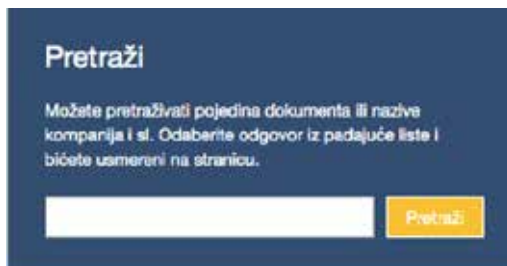 Pretraži
Možete pretraživati pojedina dokumenta ili nazive
kompanija i sl. Odaberite odgovor iz padajuće liste i
bićete usmereni na stranicu.
Pretraži